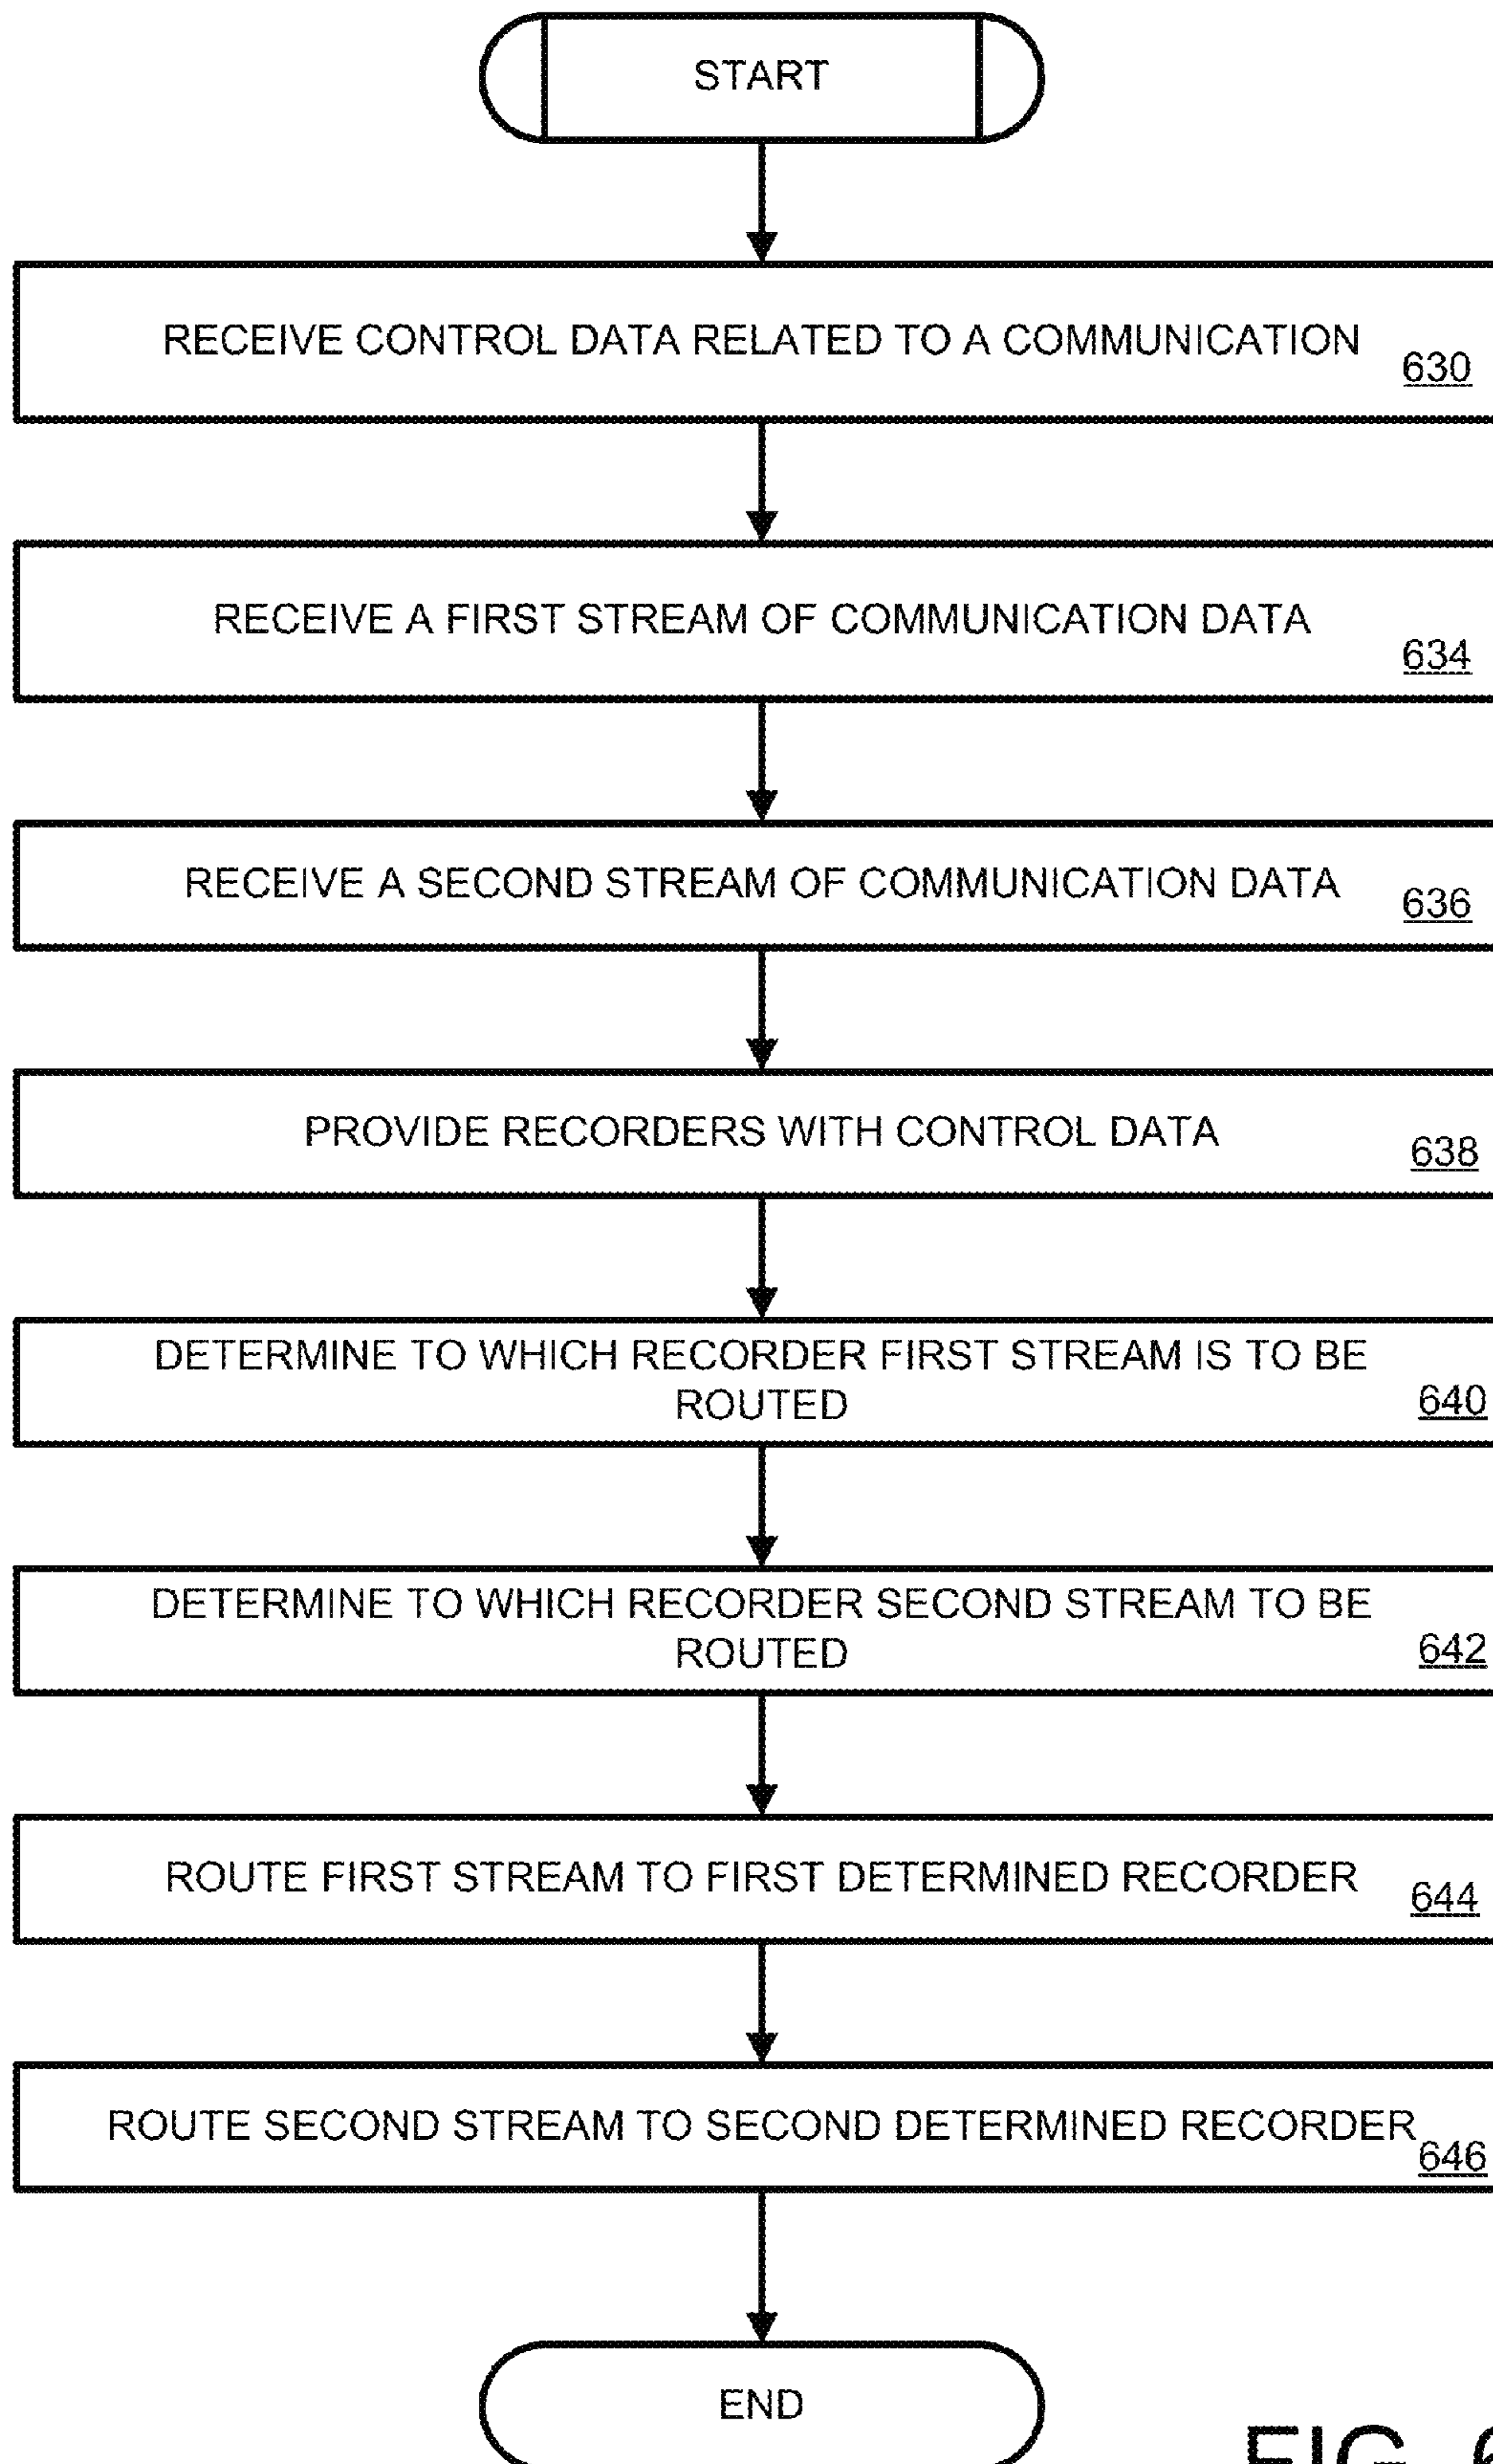 START
RECEIVE CONTROL DATA RELATED TO A COMMUNICATION
630
RECEIVE A FIRST STREAM OF COMMUNICATION DATA
634
RECEIVE A SECOND STREAM OF COMMUNICATION DATA
636
PROVIDE RECORDERS WITH CONTROL DATA
638
DETERMINE TO WHICH RECORDER FIRST STREAM IS TO BE
ROUTED
640
DETERMINE TO WHICH RECORDER SECOND STREAM TO BE
ROUTED
642
ROUTE FIRST STREAM TO FIRST DETERMINED RECORDER
644
ROUTE SECOND STREAM TO SECOND DETERMINED RECORDER
646
END
FIG. 6